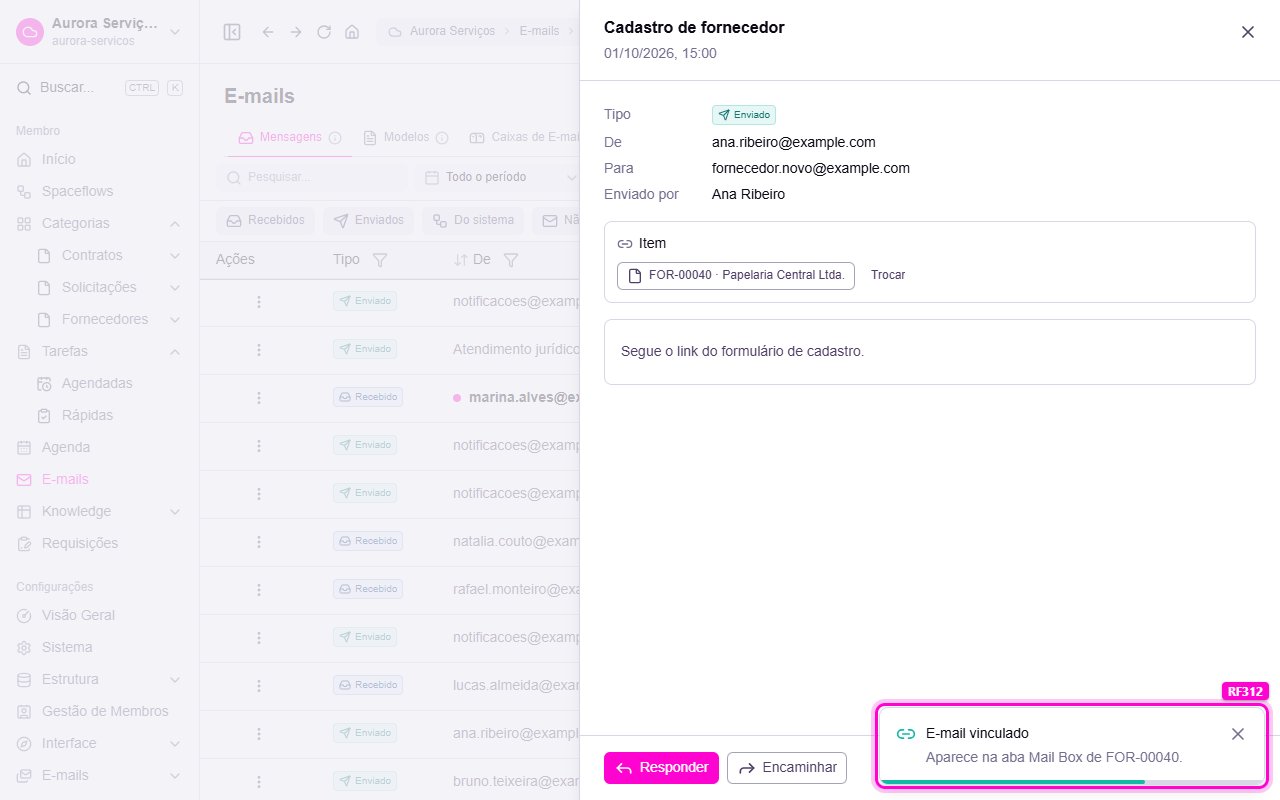 Aurora Serviç...
aurora-servicos
Buscar... CTRL K
Membro
Início
Spaceflows
Categorias
Contratos
Solicitações
Fornecedores
Tarefas
Agendadas
Rápidas
Agenda
E-mails
Knowledge
Requisições
Configurações
Visão Geral
Sistema
Estrutura
Gestão de Membros
Interface
E-mails
Aurora Serviços > E-mails >
E-mails
Mensagens Modelos Caixas de E-mai
Pesquisar... Todo o período
Recebidos Enviados Do sistema Nã
Ações Tipo De
Enviado notificacoes@examp
Enviado Atendimento jurídico
Recebido marina.alves@ex
Enviado notificacoes@examp
Enviado notificacoes@examp
Recebido natalia.couto@exam
Recebido rafael.monteiro@exa
Enviado notificacoes@examp
Recebido lucas.almeida@exar
Enviado ana.ribeiro@example
Enviado bruno.teixeira@exam
Cadastro de fornecedor
01/10/2026, 15:00
Tipo Enviado
De ana.ribeiro@example.com
Para fornecedor.novo@example.com
Enviado por Ana Ribeiro
Item
FOR-00040 · Papelaria Central Ltda. Trocar
Segue o link do formulário de cadastro.
Responder Encaminhar
RF312
E-mail vinculado
Aparece na aba Mail Box de FOR-00040.